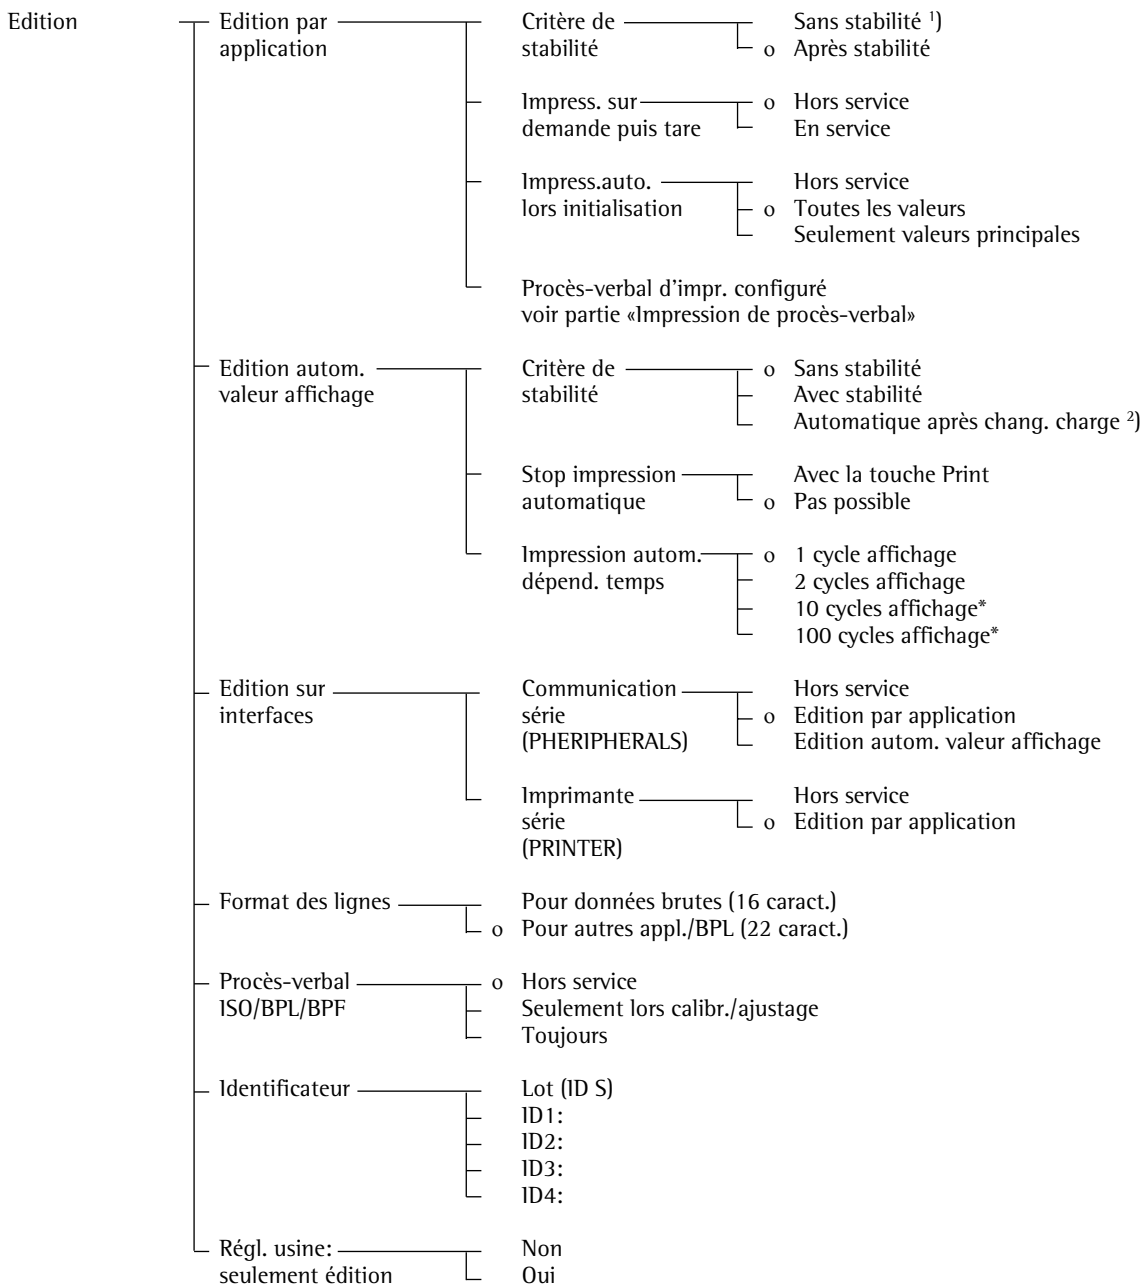 Edition
Edition par
application
Critère de
stabilité
Sans stabilité ¹)
o Après stabilité
Impress. sur
demande puis tare
o Hors service
En service
Impress.auto.
lors initialisation
Hors service
o Toutes les valeurs
Seulement valeurs principales
Procès-verbal d'impr. configuré
voir partie «Impression de procès-verbal»
Edition autom.
valeur affichage
Critère de
stabilité
o Sans stabilité
Avec stabilité
Automatique après chang. charge ²)
Stop impression
automatique
Avec la touche Print
o Pas possible
Impression autom.
dépend. temps
o 1 cycle affichage
2 cycles affichage
10 cycles affichage*
100 cycles affichage*
Edition sur
interfaces
Communication
série
(PHERIPHERALS)
Hors service
o Edition par application
Edition autom. valeur affichage
Imprimante
série
(PRINTER)
Hors service
o Edition par application
Format des lignes
Pour données brutes (16 caract.)
o Pour autres appl./BPL (22 caract.)
Procès-verbal
ISO/BPL/BPF
o Hors service
Seulement lors calibr./ajustage
Toujours
Identificateur
Lot (ID S)
ID1:
ID2:
ID3:
ID4:
Régl. usine:
seulement édition
Non
Oui